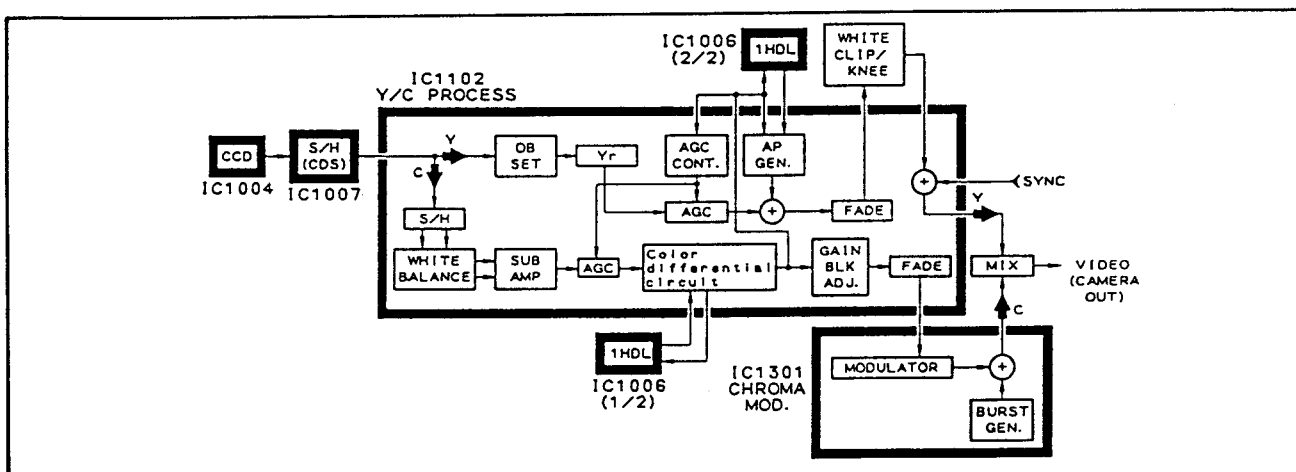 IC1006
(2/2)
1HDL
WHITE
CLIP/
KNEE
IC1102
Y/C PROCESS
CCD
IC1004
S/H
(CDS)
IC1007
Y
C
OB
SET
Yr
AGC
CONT.
AP
GEN.
+
SYNC
S/H
AGC
+
FADE
Y
WHITE
BALANCE
SUB
AMP
AGC
Color
differential
circuit
GAIN
BLK
ADJ.
FADE
MIX
VIDEO
(CAMERA
OUT)
C
1HDL
IC1006
(1/2)
IC1301
CHROMA
MOD.
MODULATOR
+
BURST
GEN.